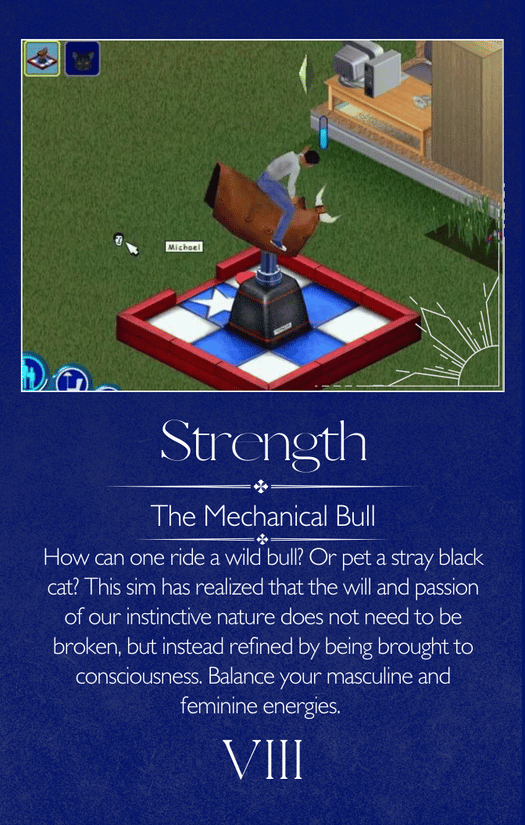 Michael
Strength
The Mechanical Bull
How can one ride a wild bull? Or pet a stray black
cat? This sim has realized that the will and passion
of our instinctive nature does not need to be
broken, but instead refined by being brought to
consciousness. Balance your masculine and
feminine energies.
VIII